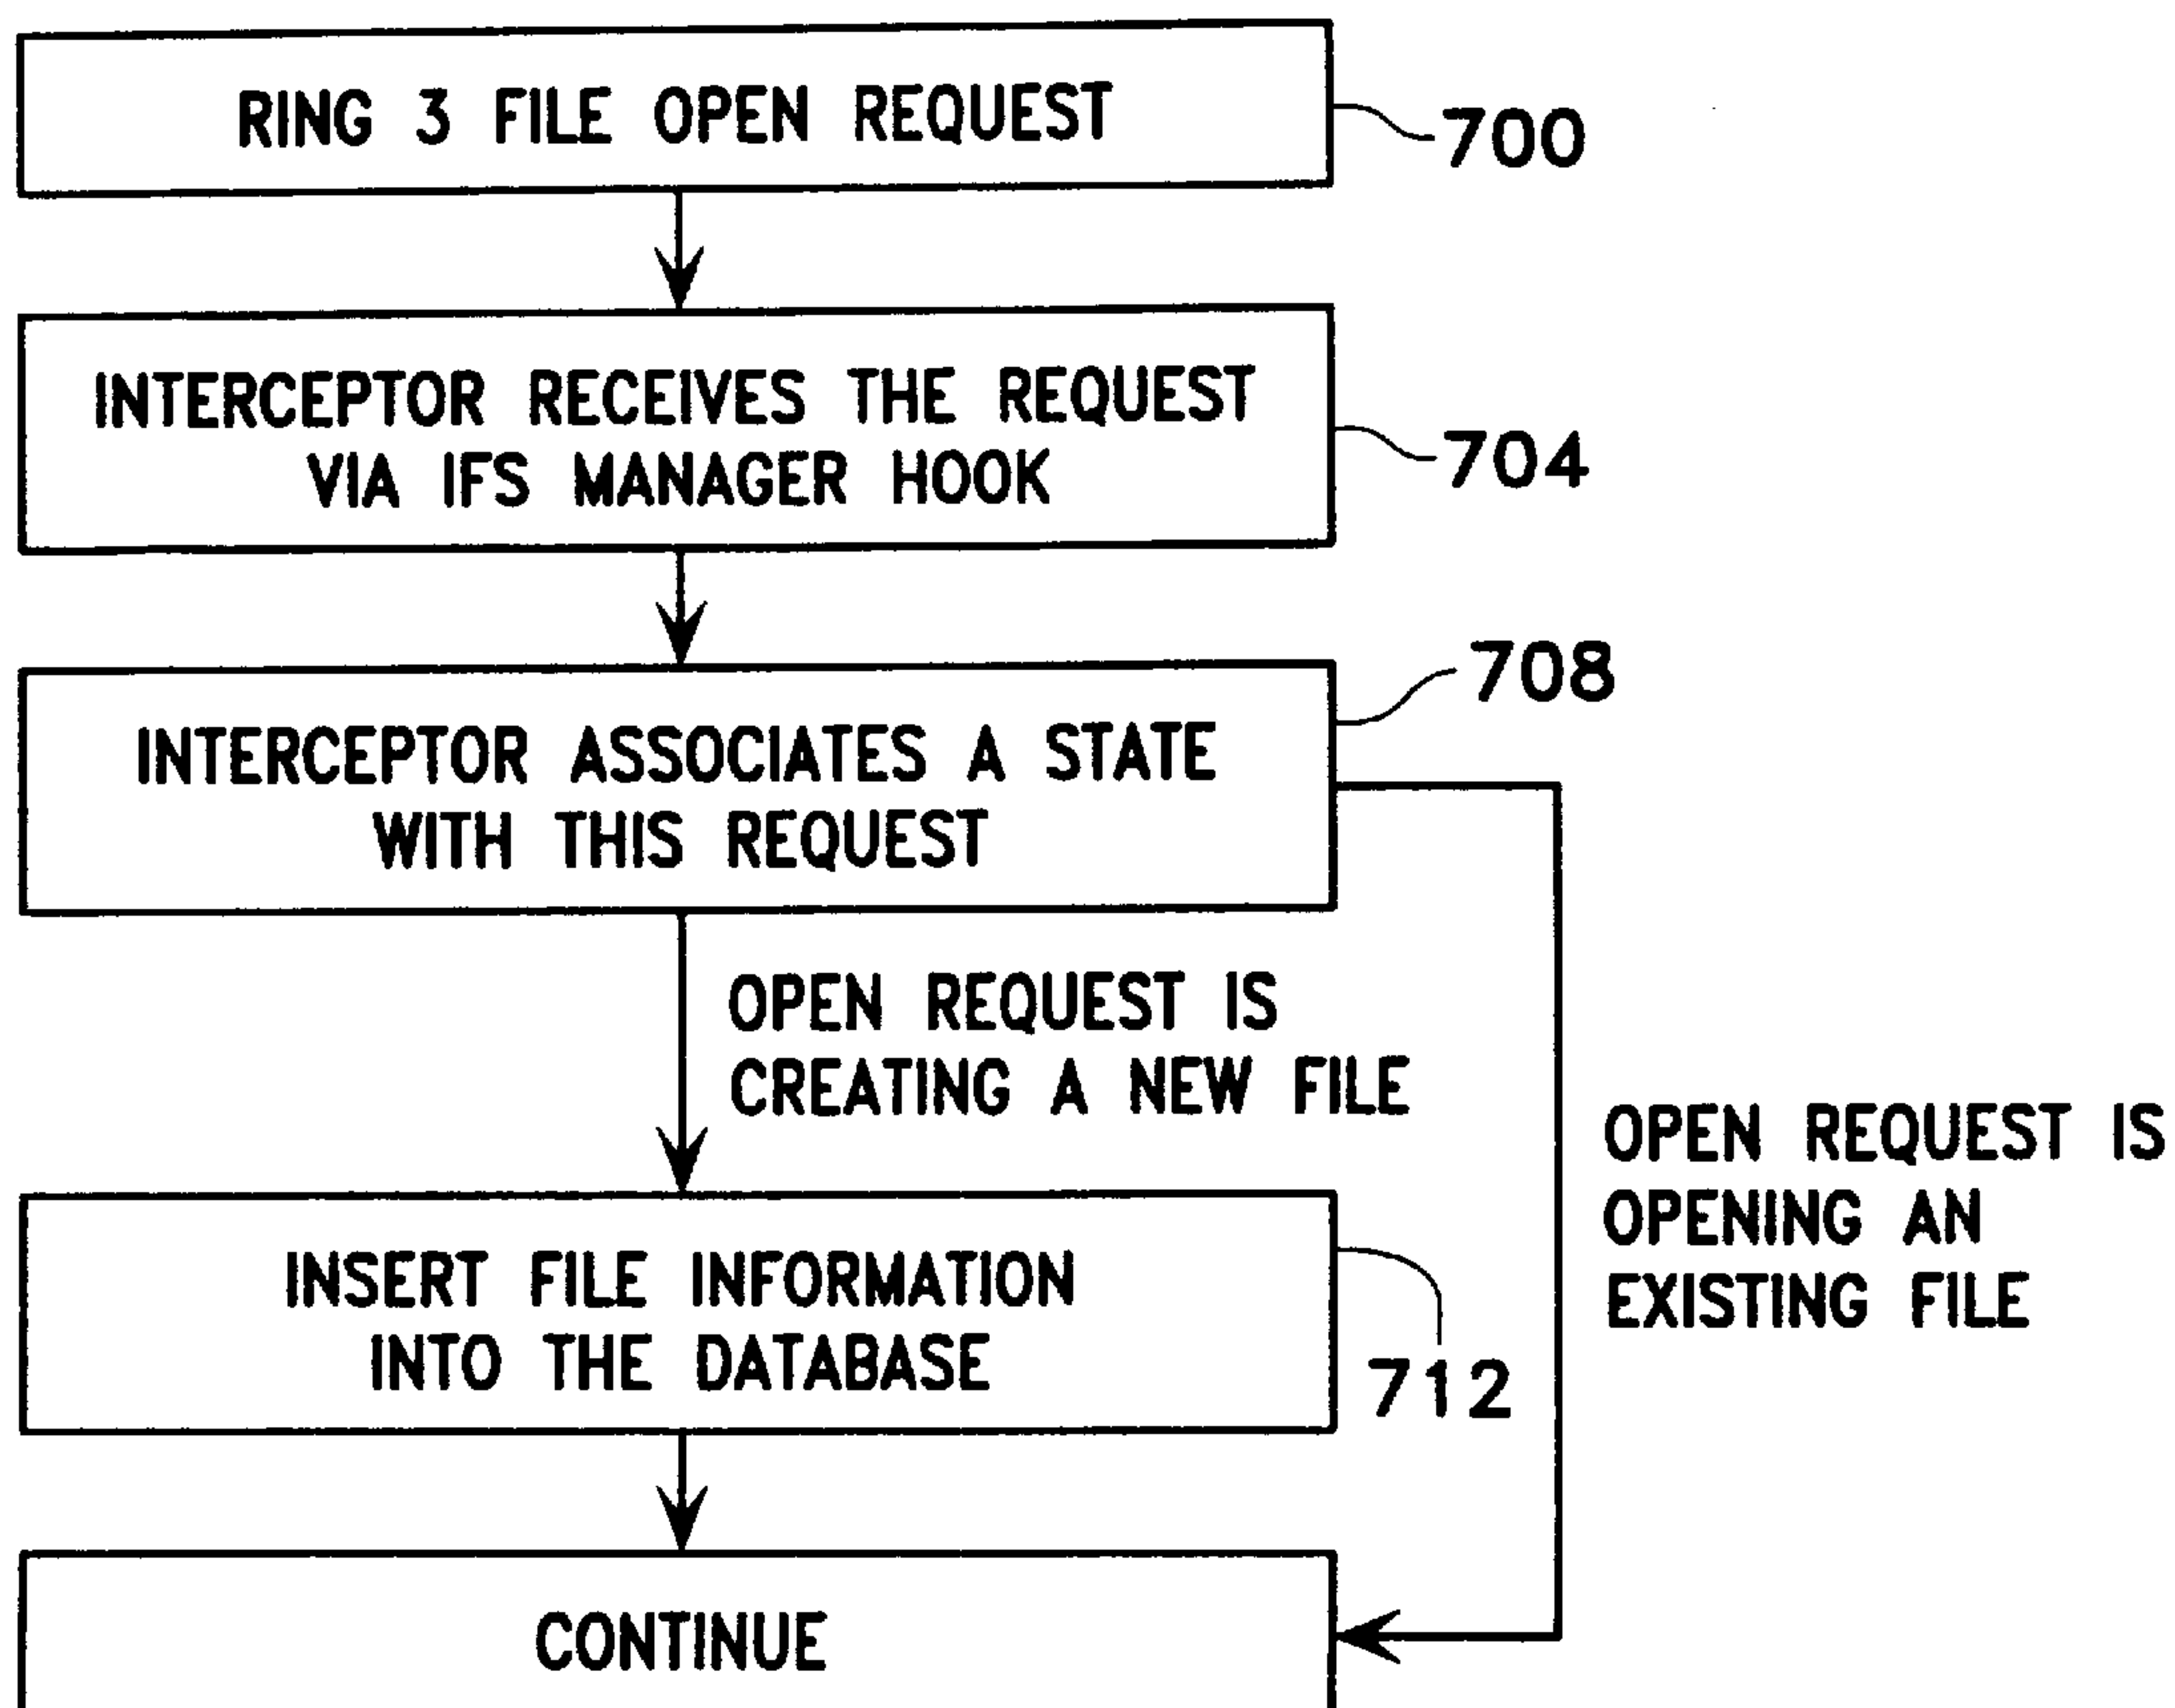 RING 3 FILE OPEN REQUEST
700
INTERCEPTOR RECEIVES THE REQUEST
VIA IFS MANAGER HOOK
704
708
INTERCEPTOR ASSOCIATES A STATE
WITH THIS REQUEST
OPEN REQUEST IS
CREATING A NEW FILE
OPEN REQUEST IS
OPENING AN
EXISTING FILE
INSERT FILE INFORMATION
INTO THE DATABASE
712
CONTINUE